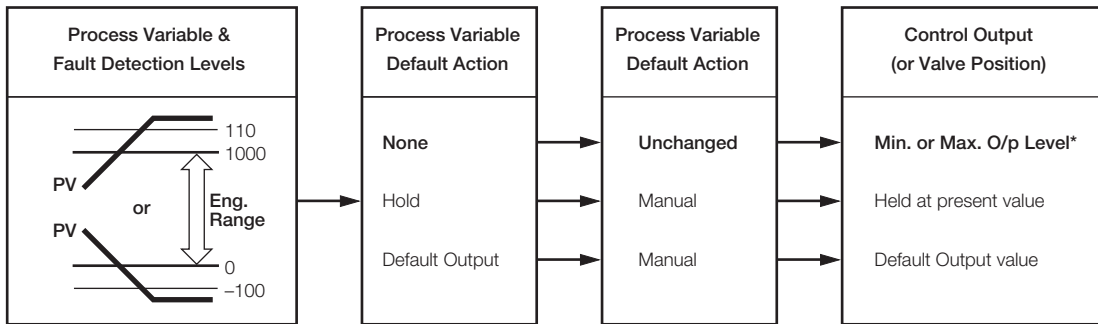 Process Variable &
Fault Detection Levels
110
1000
PV
or
Eng.
Range
PV
0
–100
Process Variable
Default Action
None
Hold
Default Output
Process Variable
Default Action
Unchanged
Manual
Manual
Control Output
(or Valve Position)
Min. or Max. O/p Level*
Held at present value
Default Output value